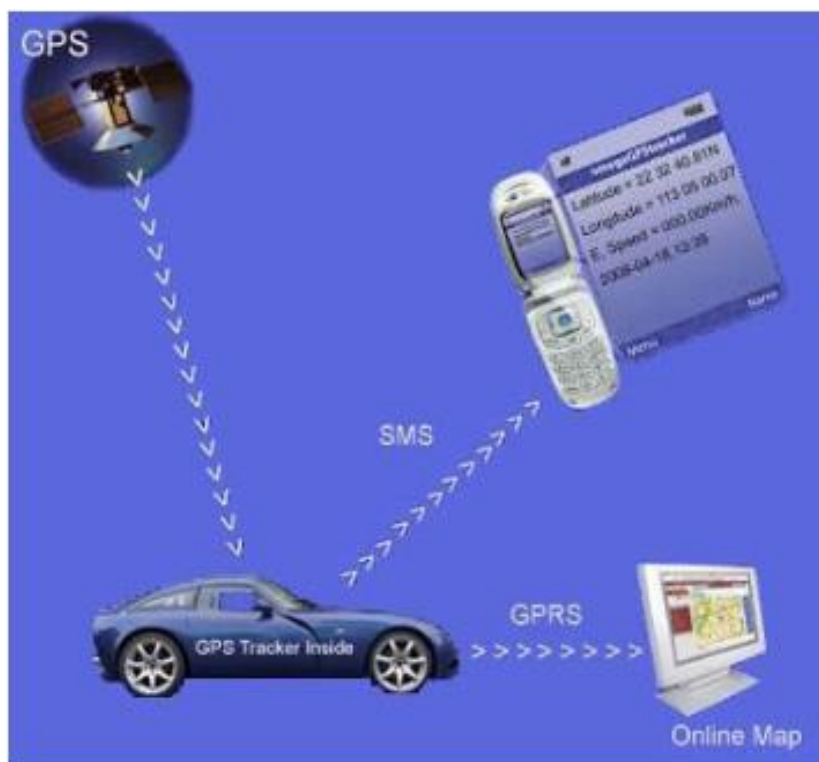 GPS
Latitude = 22 32 40.81N
Longitude = 113 05 00.07,
E, Speed = 000.00Km/h,
SMS
GPRS
GPS Tracker Inside
Online Map